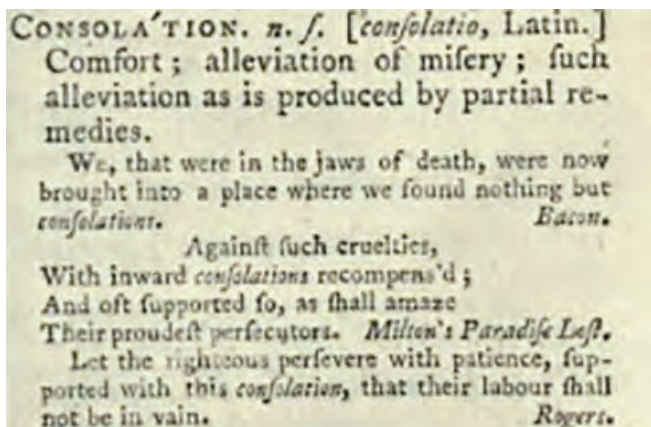 CONSOLA'TION. n. ſ. [conſolatio, Latin.]
Comfort; alleviation of miſery; ſuch
alleviation as is produced by partial re-
medies.
We, that were in the jaws of death, were now
brought into a place where we found nothing but
conſolations. Bacon.
Againſt ſuch cruelties,
With inward conſolations recompens'd;
And oft ſupported ſo, as ſhall amaze
Their proudeſt perſecutors. Milton's Paradiſe Loſt.
Let the righteous perſevere with patience, ſup-
ported with this conſolation, that their labour ſhall
not be in vain. Rogers.